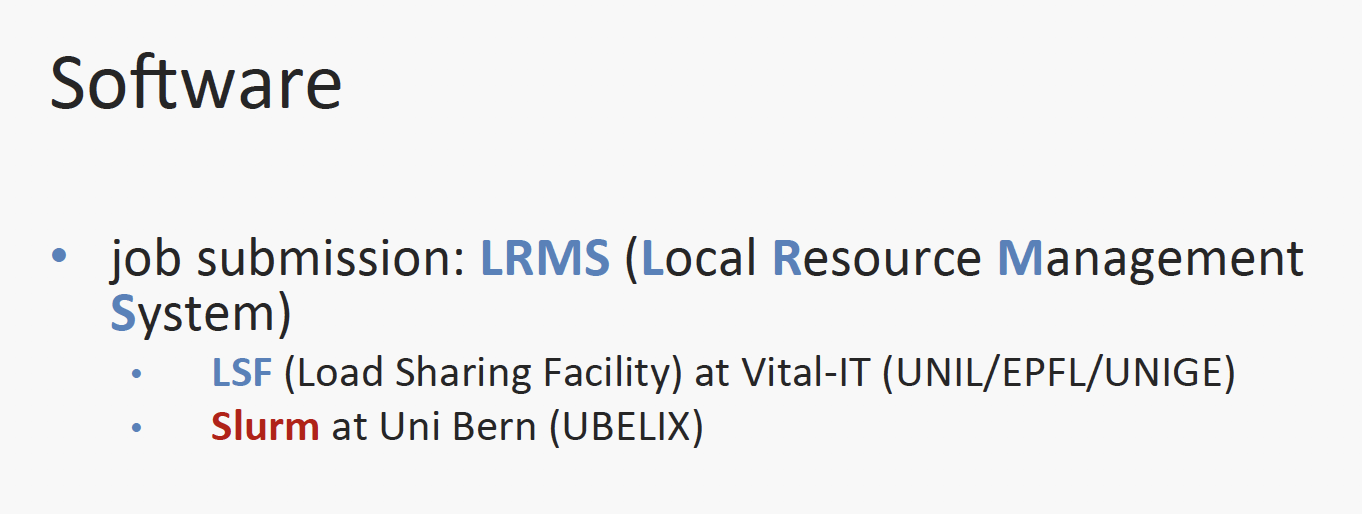 Software
• job submission: LRMS (Local Resource Management
System)
• LSF (Load Sharing Facility) at Vital-IT (UNIL/EPFL/UNIGE)
• Slurm at Uni Bern (UBELIX)